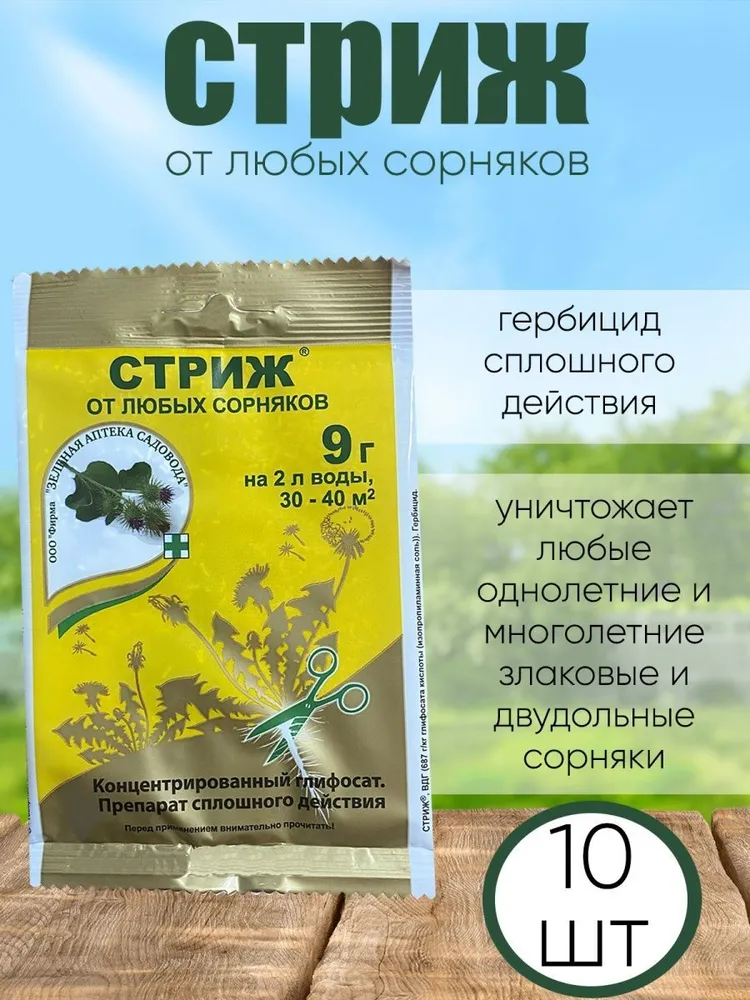 стриж
от любых сорняков
гербицид
сплошного
действия
СТРИЖ®
ОТ ЛЮБЫХ СОРНЯКОВ
9 г
на 2 л воды,
30 - 40 м²
ООО "Фирма "ЗЕЛЕНАЯ АПТЕКА САДОВОДА"
уничтожает
любые
однолетние и
многолетние
злаковые и
двудольные
сорняки
Концентрированный глифосат.
Препарат сплошного действия
Перед применением внимательно прочитать!
СТРИЖ®, ВДГ (687 г/кг глифосата кислоты (изопропиламинная соль)). Гербицид.
10
шт